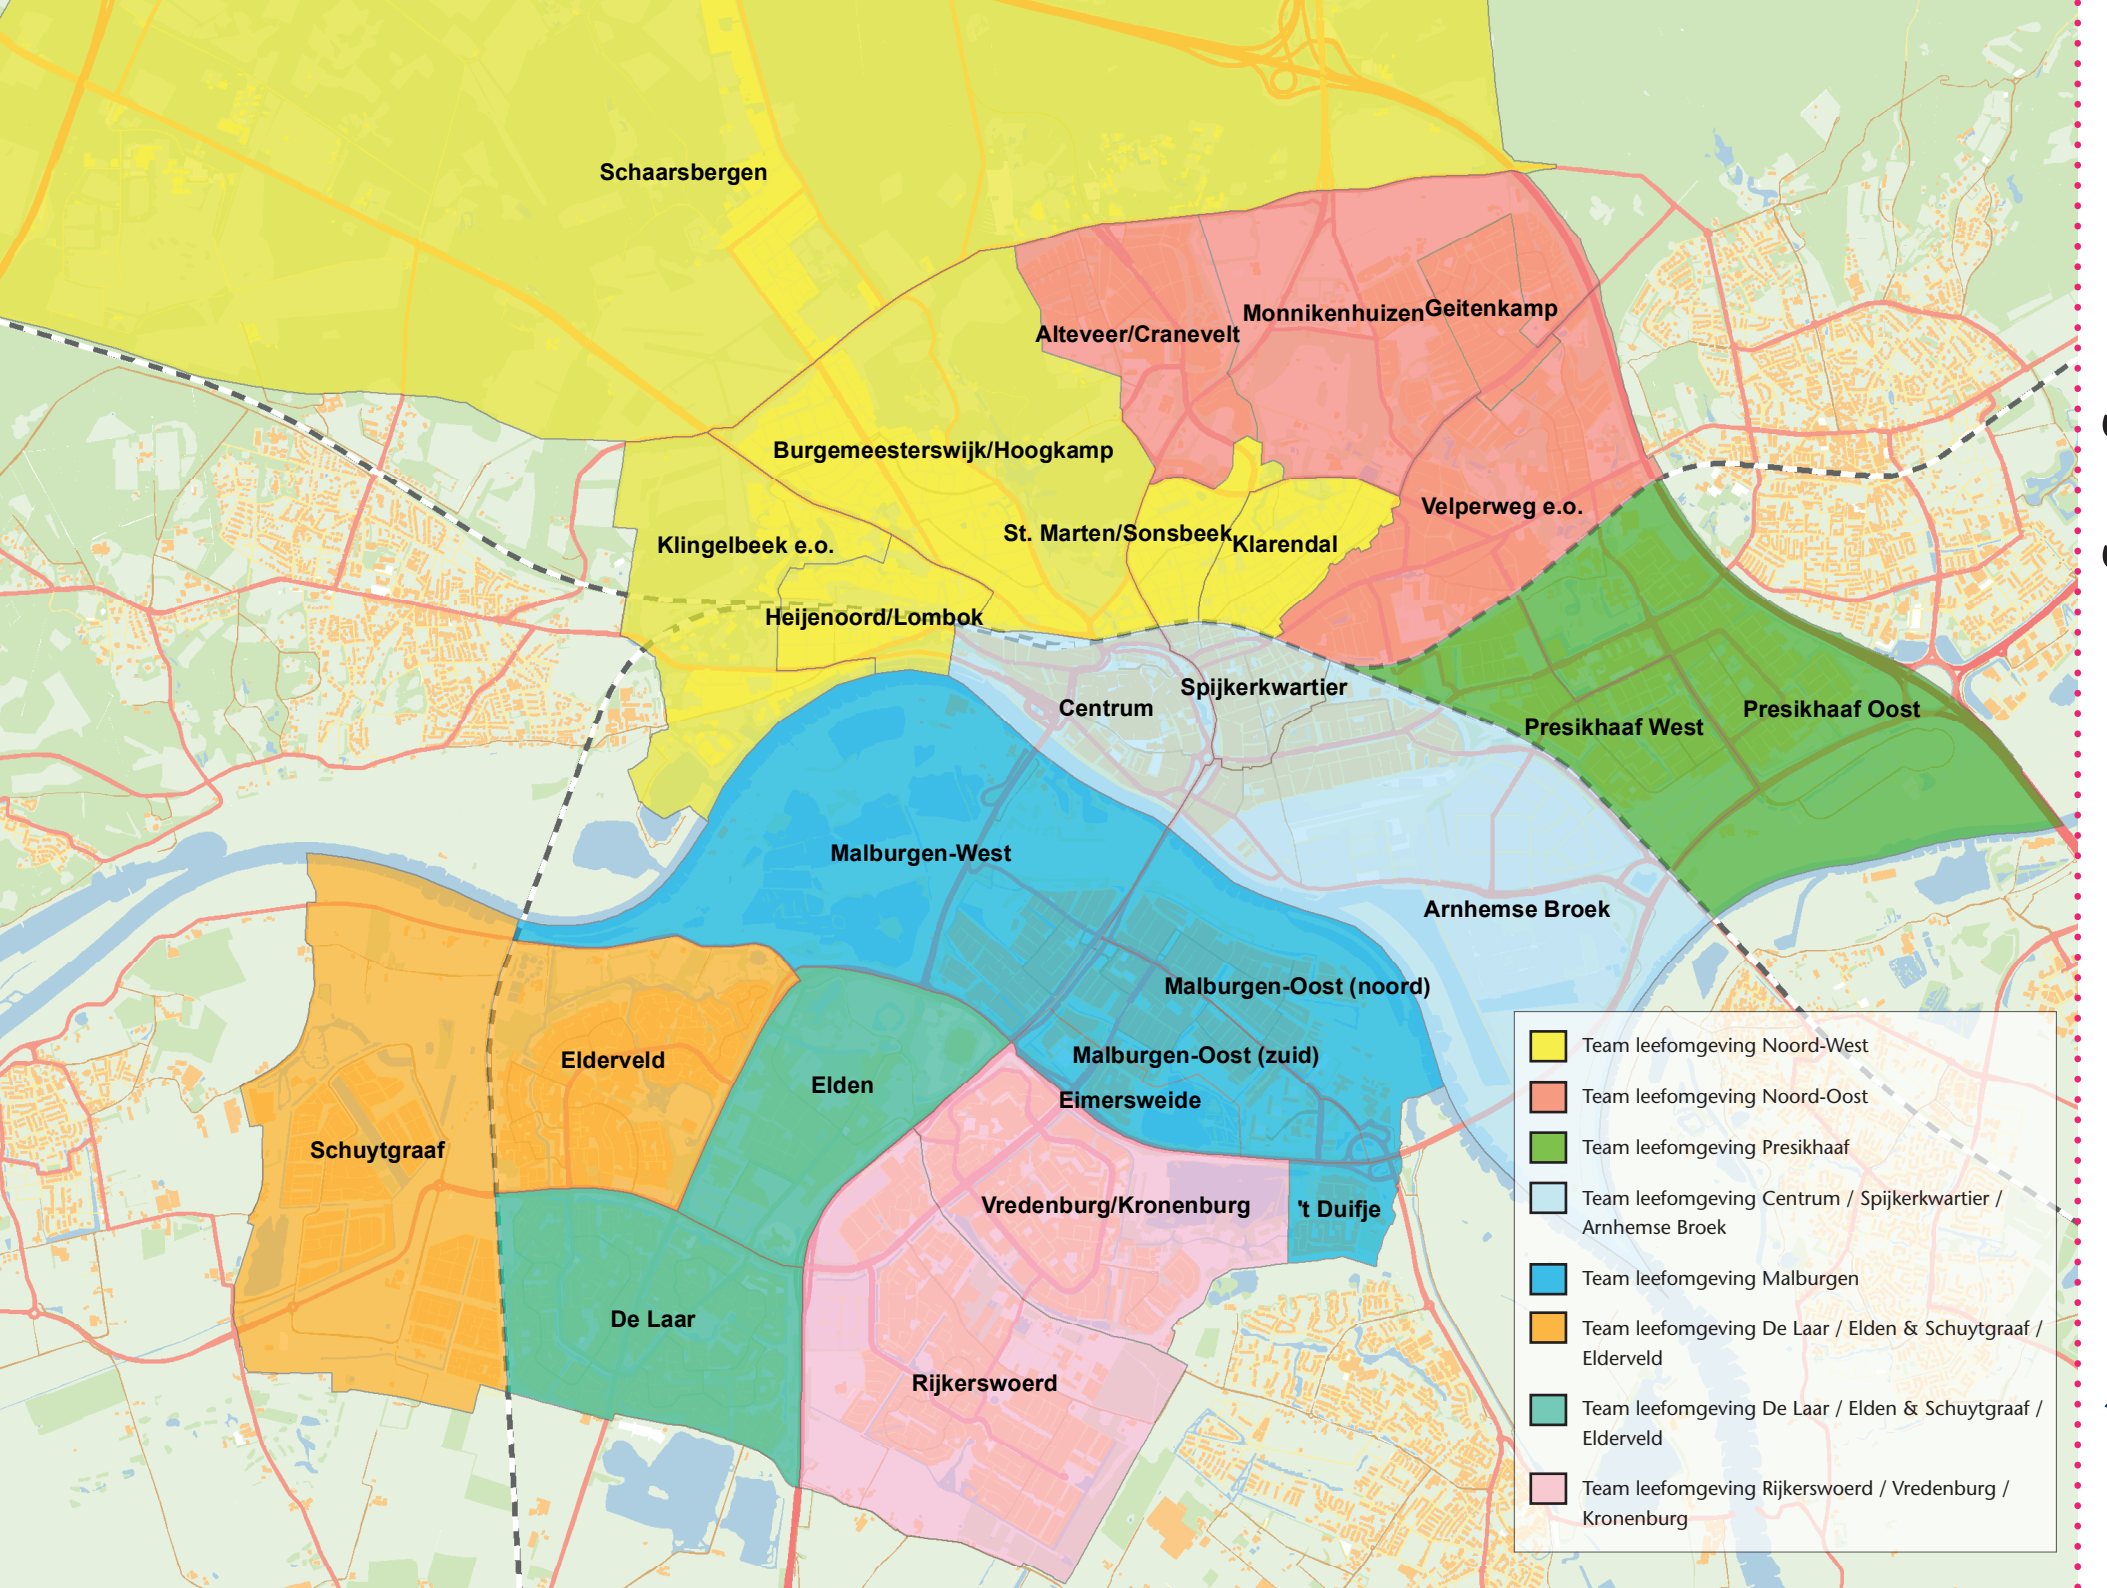 Schaarsbergen
Alteveer/Cranevelt
Monnikenhuizen
Geitenkamp
Burgemeesterswijk/Hoogkamp
Velperweg e.o.
St. Marten/Sonsbeek
Klarendal
Klingelbeek e.o.
Heijenoord/Lombok
Spijkerkwartier
Centrum
Presikhaaf West
Presikhaaf Oost
Malburgen-West
Arnhemse Broek
Malburgen-Oost (noord)
Malburgen-Oost (zuid)
Elderveld
Elden
Eimersweide
Schuytgraaf
Vredenburg/Kronenburg
't Duifje
De Laar
Rijkerswoerd
Team leefomgeving Noord-West
Team leefomgeving Noord-Oost
Team leefomgeving Presikhaaf
Team leefomgeving Centrum / Spijkerkwartier /
Arnhemse Broek
Team leefomgeving Malburgen
Team leefomgeving De Laar / Elden & Schuytgraaf /
Elderveld
Team leefomgeving De Laar / Elden & Schuytgraaf /
Elderveld
Team leefomgeving Rijkerswoerd / Vredenburg /
Kronenburg